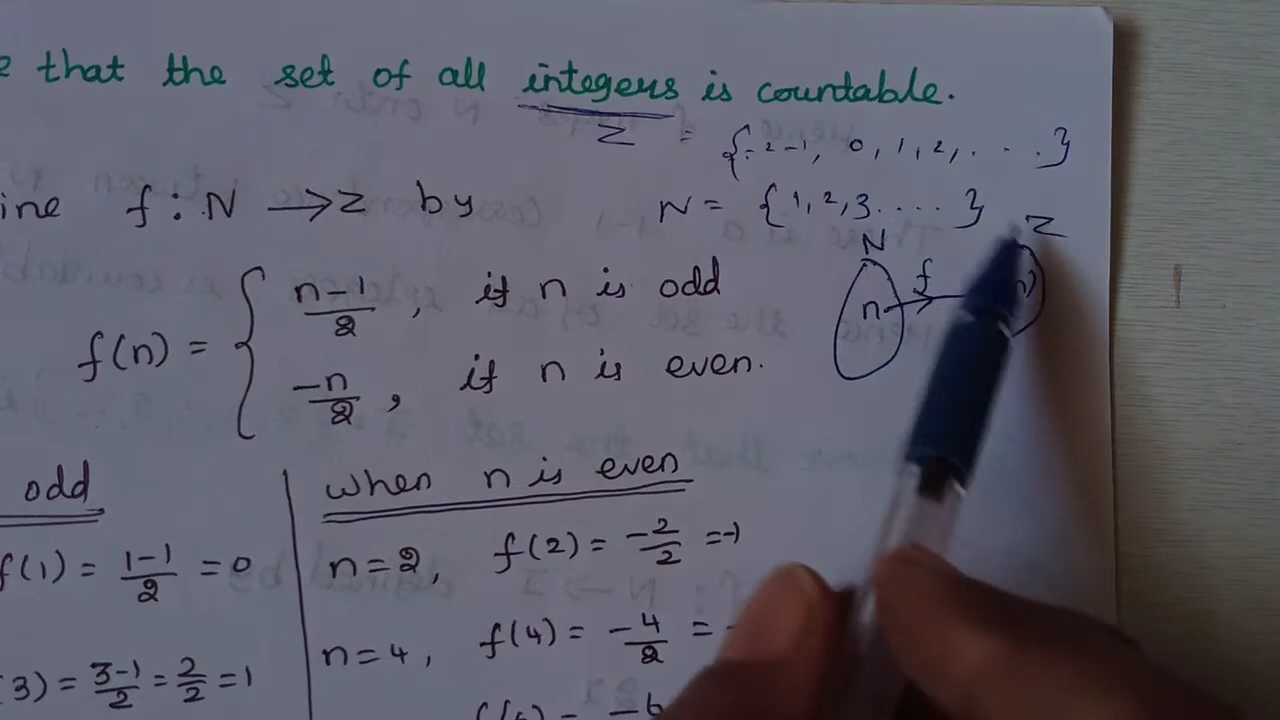 that the set of all integers is countable.
Z = {.-2-1, 0, 1, 2, . . . .}
f : N → Z by
N = {1, 2, 3. . . . . }
N Z
n f
f(n) = { n-1/2 , if n is odd
-n/2 , if n is even.
odd
when n is even
f(1) = 1-1/2 = 0
n=2, f(2) = -2/2 = -1
n=4, f(4) = -4/2 =
3) = 3-1/2 = 2/2 = 1